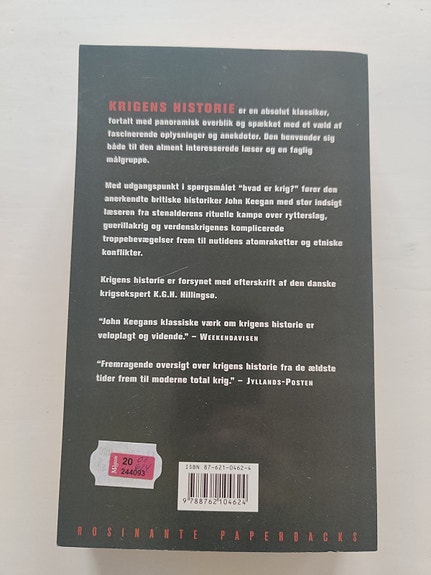 KRIGENS HISTORIE er en absolut klassiker,
fortalt med panoramisk overblik og spækket med et væld af
fascinerende oplysninger og anekdoter. Den henvender sig
både til den alment interesserede læser og en faglig
målgruppe.
Med udgangspunkt i spørgsmålet "hvad er krig?" fører den
anerkendte britiske historiker John Keegan med stor indsigt
læseren fra stenalderens rituelle kampe over rytterslag,
guerillakrig og verdenskrigenes komplicerede
troppebevægelser frem til nutidens atomraketter og etniske
konflikter.
Krigens historie er forsynet med efterskrift af den danske
krigsekspert K.G.H. Hillingsø.
"John Keegans klassiske værk om krigens historie er
veloplagt og vidende." – WEEKENDAVISEN
"Fremragende oversigt over krigens historie fra de ældste
tider frem til moderne total krig." – JYLLANDS-POSTEN
20
244093
ISBN 87-621-0462-4
9 788762 104624
ROSINANTE PAPERBACKS